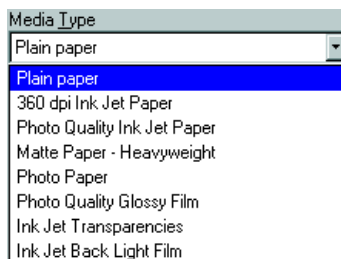 Media Type
Plain paper
Plain paper
360 dpi Ink Jet Paper
Photo Quality Ink Jet Paper
Matte Paper - Heavyweight
Photo Paper
Photo Quality Glossy Film
Ink Jet Transparencies
Ink Jet Back Light Film